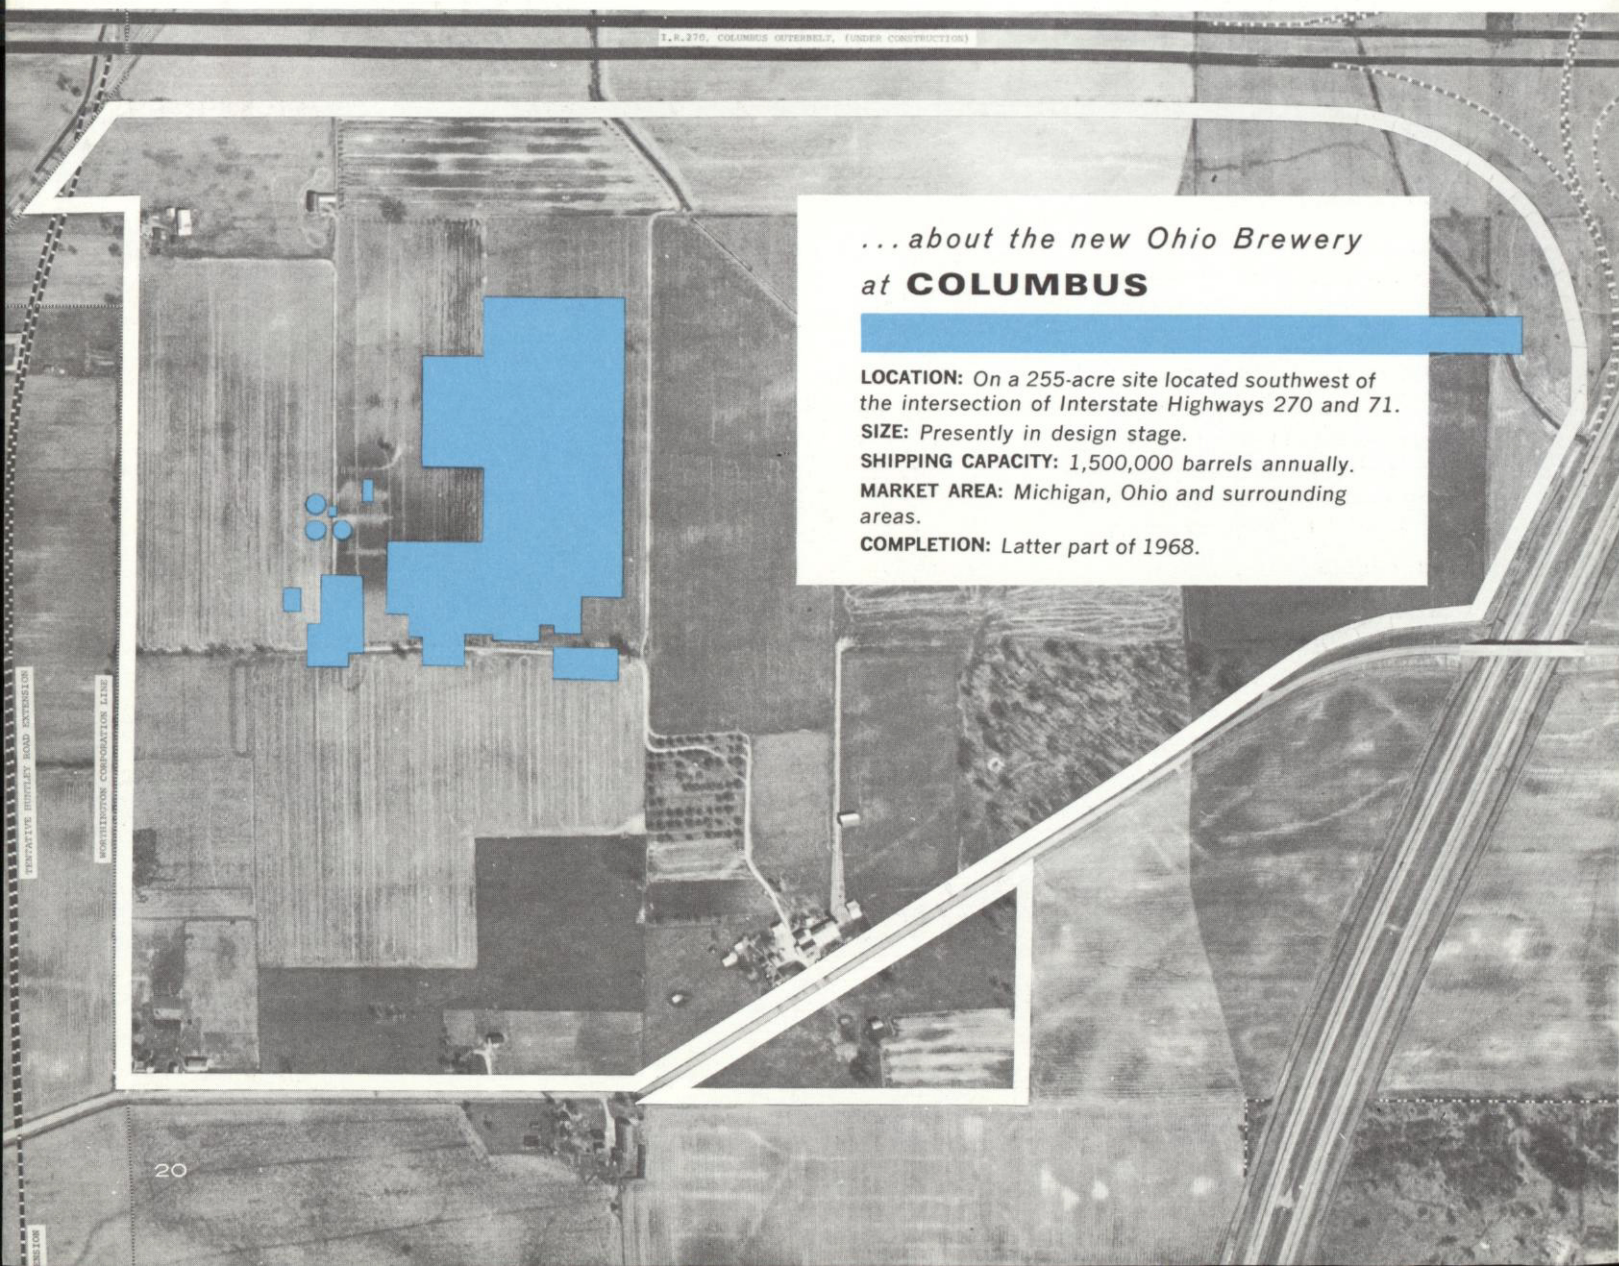 I.R.270, COLUMBUS OUTERBELT, (UNDER CONSTRUCTION)
...about the new Ohio Brewery
at COLUMBUS
LOCATION: On a 255-acre site located southwest of
the intersection of Interstate Highways 270 and 71.
SIZE: Presently in design stage.
SHIPPING CAPACITY: 1,500,000 barrels annually.
MARKET AREA: Michigan, Ohio and surrounding
areas.
COMPLETION: Latter part of 1968.
TENTATIVE HUNTLEY ROAD EXTENSION
WORTHINGTON CORPORATION LINE
20
NSION